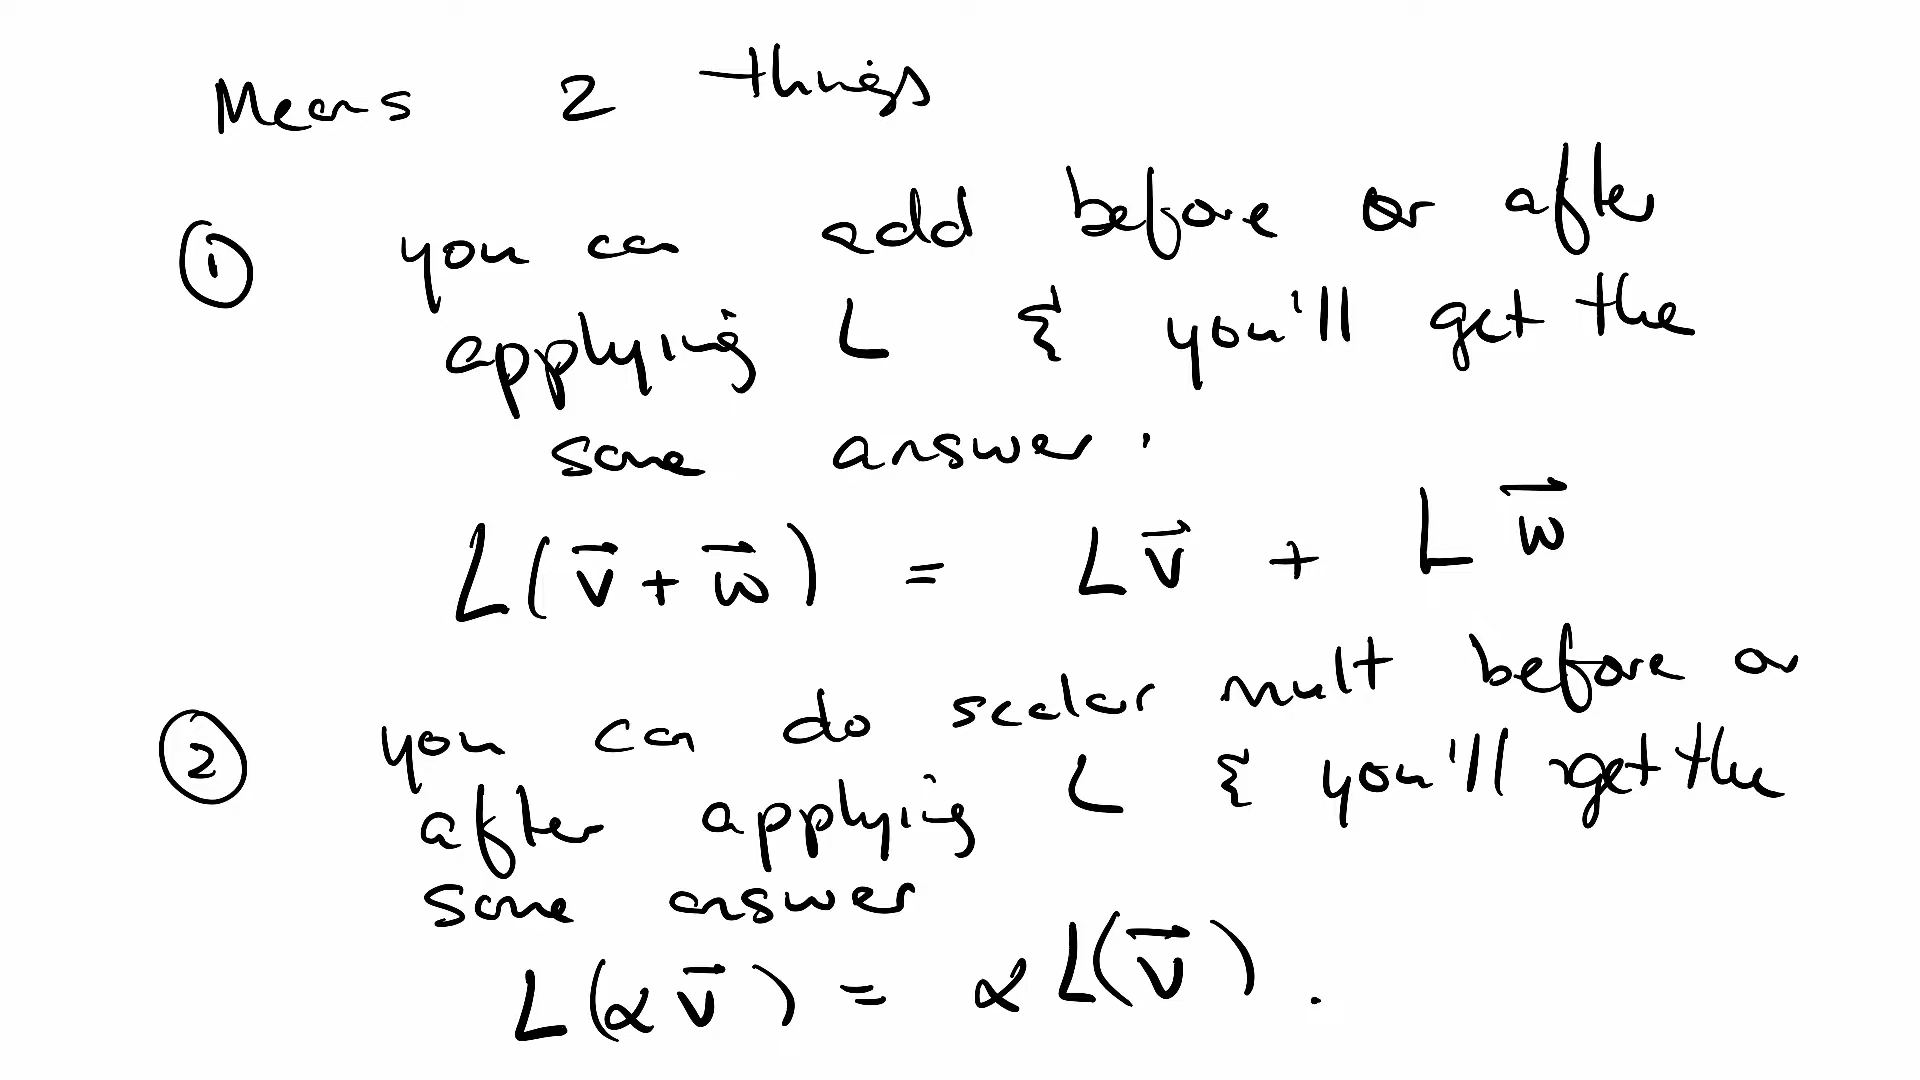 Means 2 things
① you can add before or after
applying L & you'll get the
same answer.
L(v⃗ + w⃗) = Lv⃗ + Lw⃗
② you can do scalar mult before or
after applying L & you'll get the
same answer
L(αv⃗) = αL(v⃗).